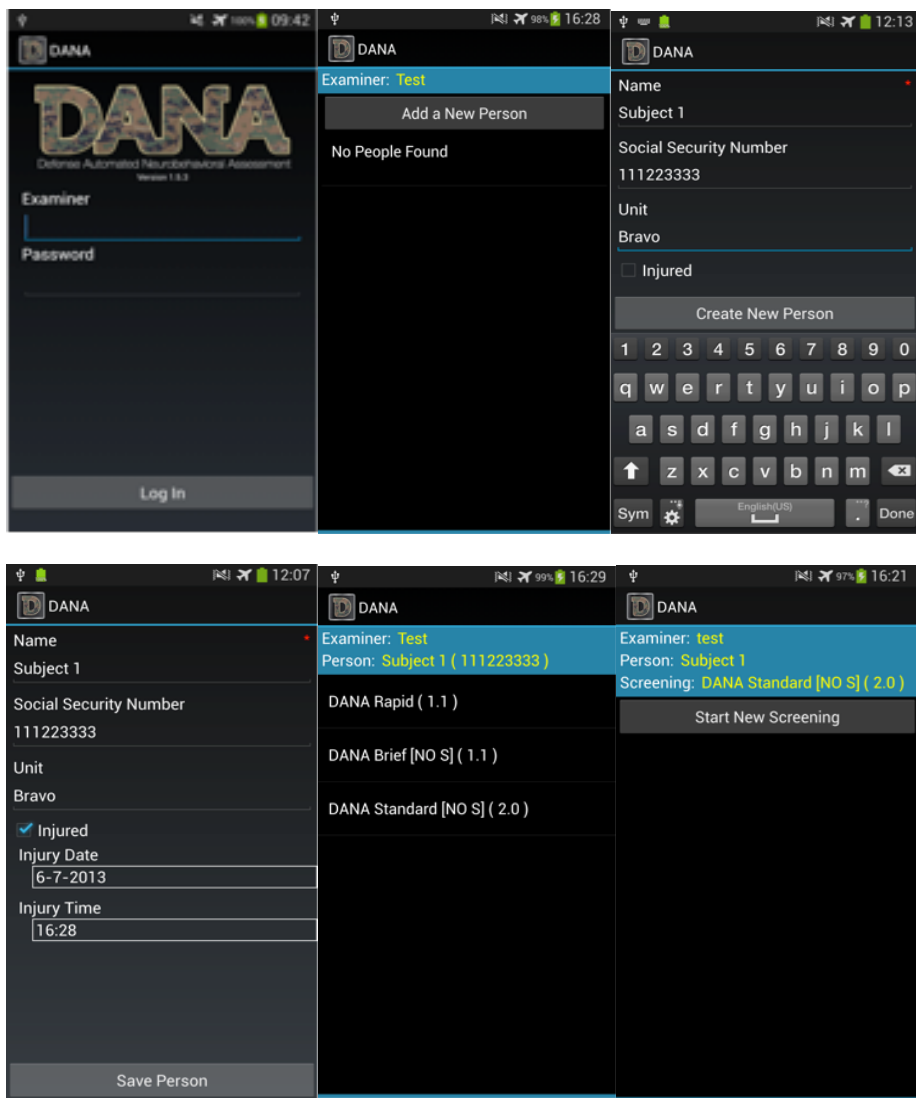 100% 09:42
DANA
DANA
Defense Automated Neurobehavioral Assessment
Version 1.5.3
Examiner
Password
Log In
98% 16:28
DANA
Examiner: Test
Add a New Person
No People Found
12:13
DANA
Name *
Subject 1
Social Security Number
111223333
Unit
Bravo
Injured
Create New Person
1 2 3 4 5 6 7 8 9 0
q w e r t y u i o p
a s d f g h j k l
z x c v b n m
Sym English(US) . Done
12:07
DANA
Name *
Subject 1
Social Security Number
111223333
Unit
Bravo
Injured
Injury Date
6-7-2013
Injury Time
16:28
Save Person
99% 16:29
DANA
Examiner: Test
Person: Subject 1 ( 111223333 )
DANA Rapid ( 1.1 )
DANA Brief [NO S] ( 1.1 )
DANA Standard [NO S] ( 2.0 )
97% 16:21
DANA
Examiner: test
Person: Subject 1
Screening: DANA Standard [NO S] ( 2.0 )
Start New Screening